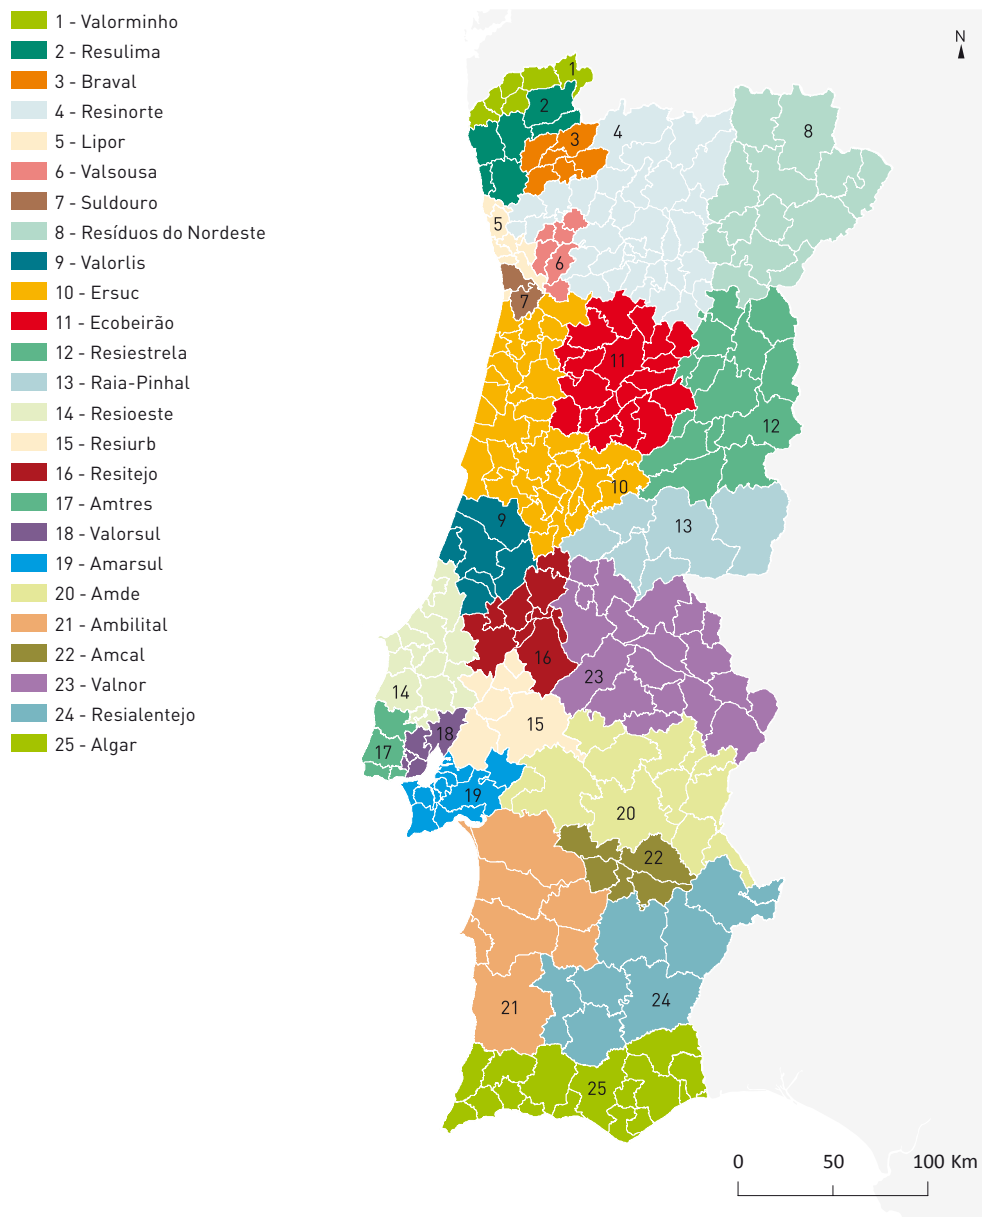 1 - Valorminho
2 - Resulima
3 - Braval
4 - Resinorte
5 - Lipor
6 - Valsousa
7 - Suldouro
8 - Resíduos do Nordeste
9 - Valorlis
10 - Ersuc
11 - Ecobeirão
12 - Resiestrela
13 - Raia-Pinhal
14 - Resioeste
15 - Resiurb
16 - Resitejo
17 - Amtres
18 - Valorsul
19 - Amarsul
20 - Amde
21 - Ambilital
22 - Amcal
23 - Valnor
24 - Resialentejo
25 - Algar
N
1
2
3
4
8
5
6
7
11
12
10
9
13
16
23
14
15
18
17
19
20
22
24
21
25
0 50 100 Km